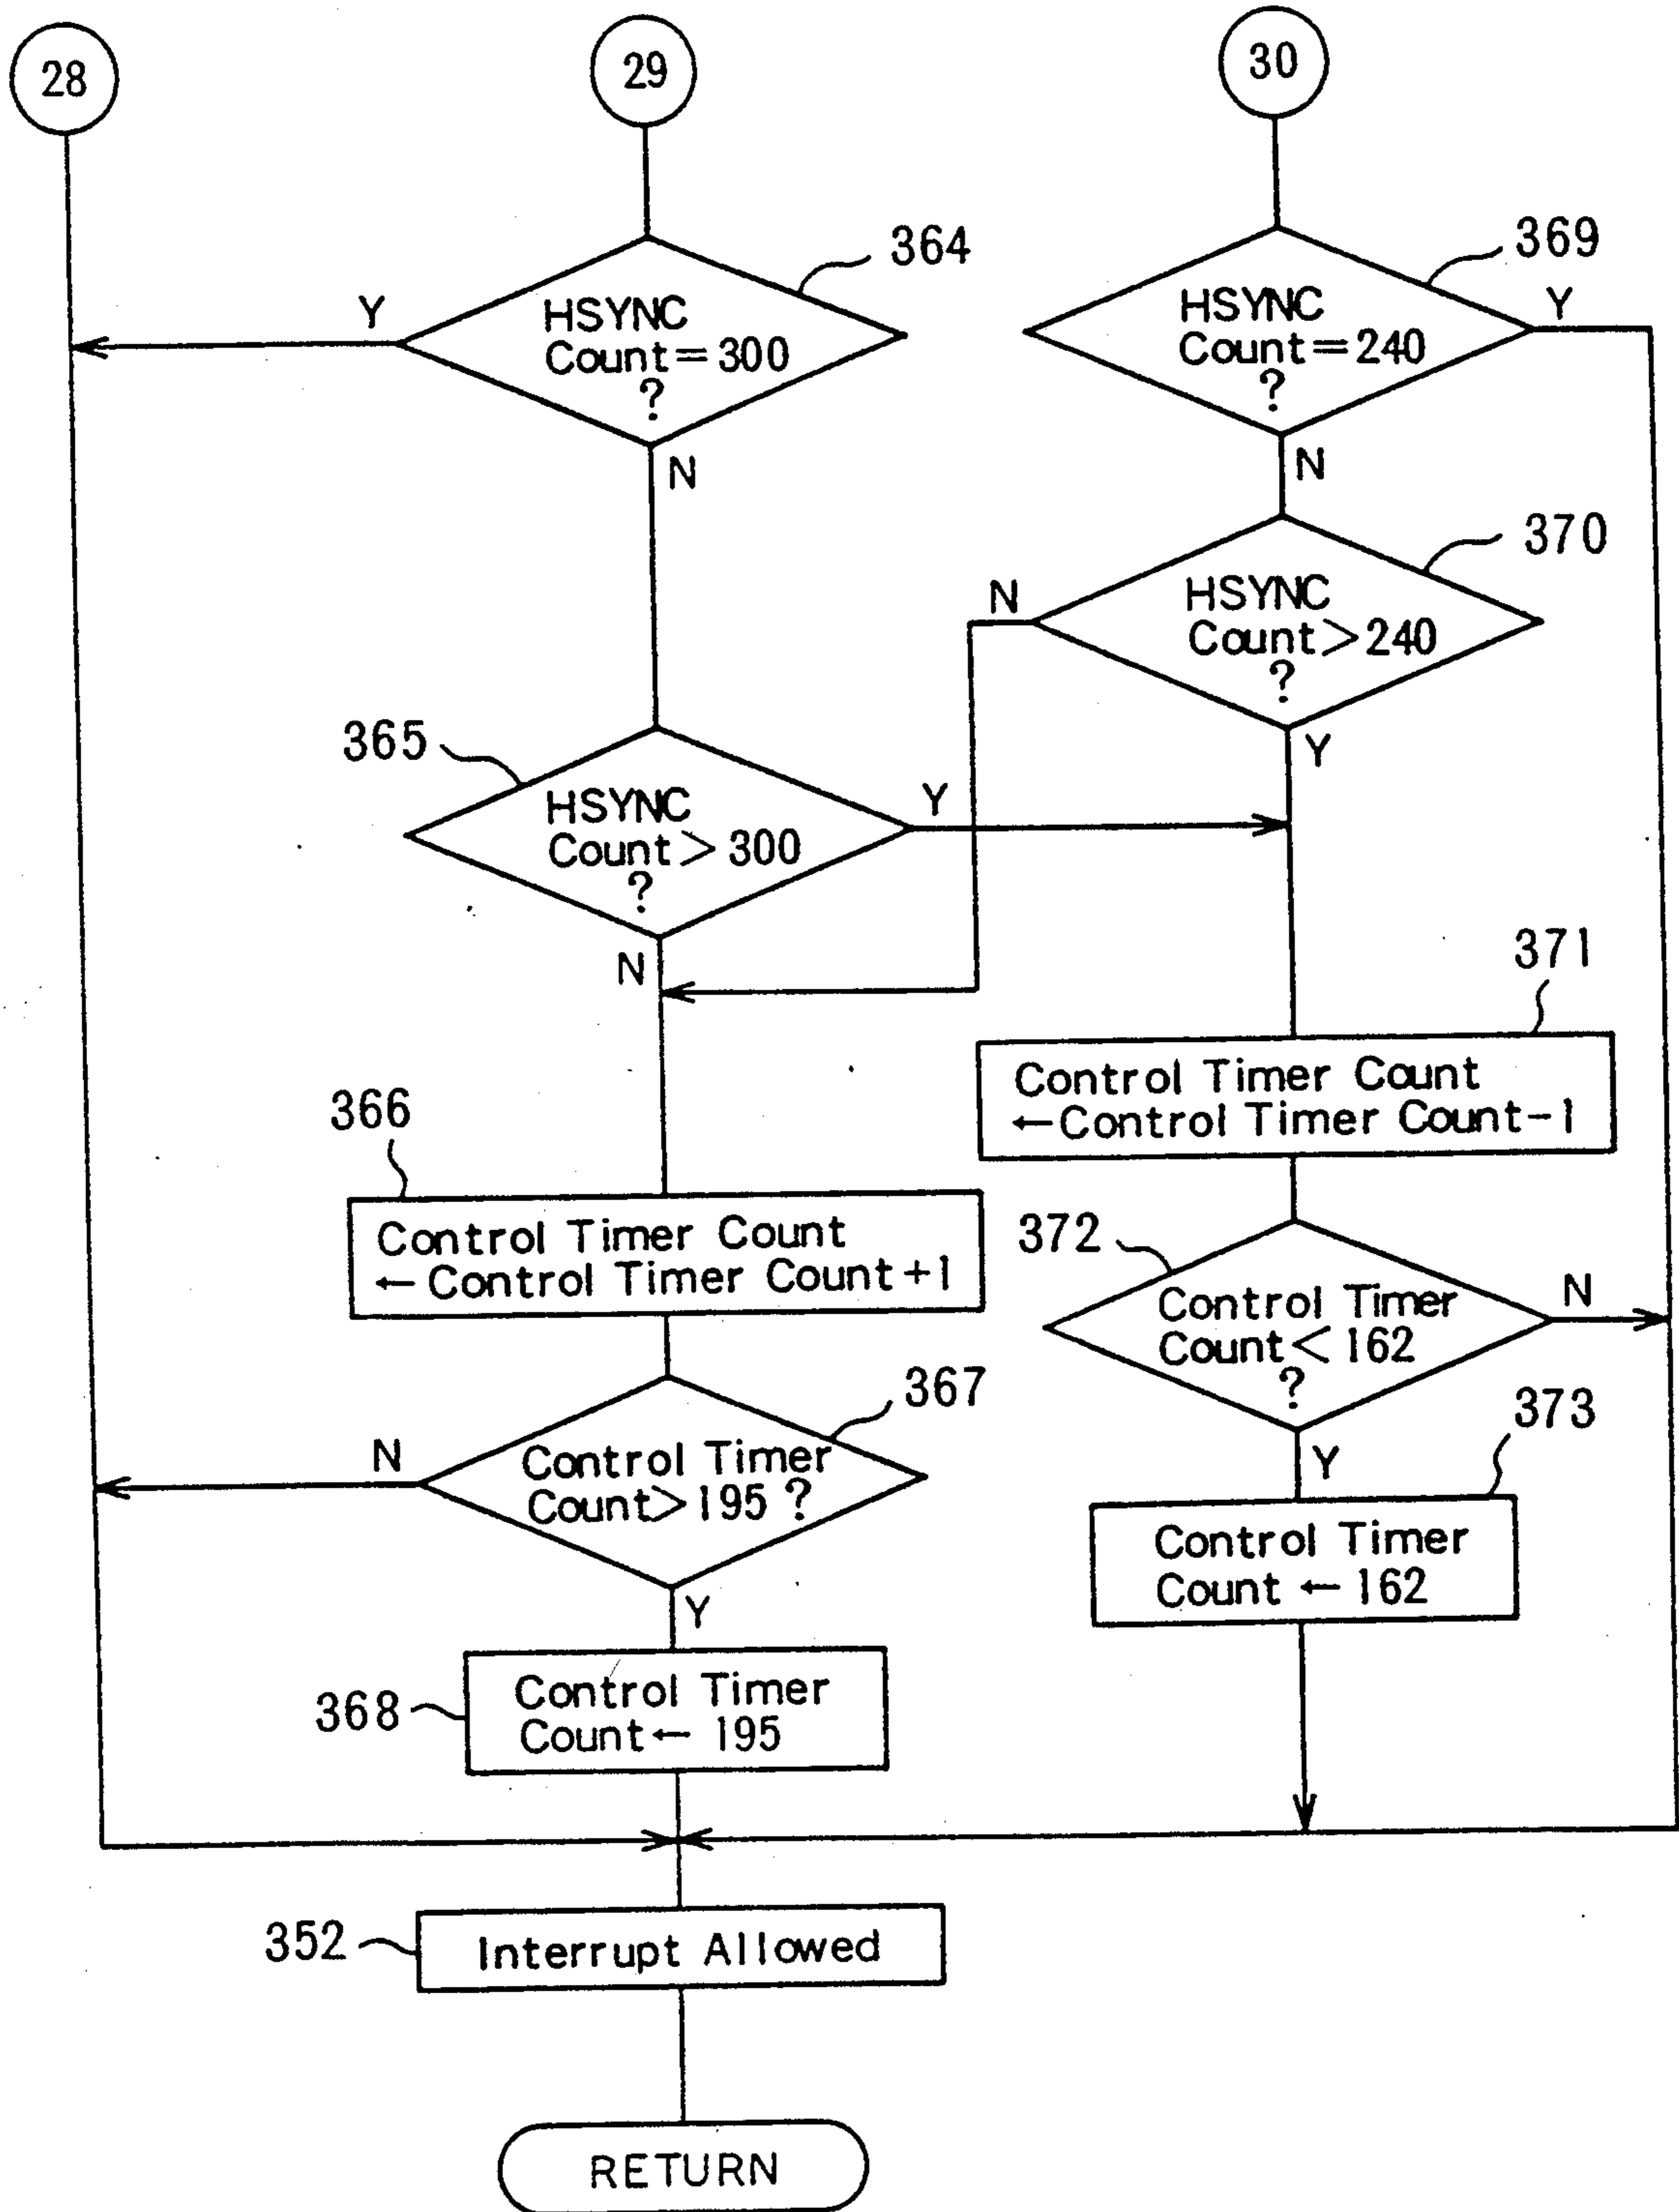 28
29
30
364
HSYNC
Count=300
?
Y
N
369
HSYNC
Count=240
?
Y
N
370
HSYNC
Count>240
?
N
Y
365
HSYNC
Count>300
?
Y
N
371
Control Timer Count
←Control Timer Count-1
366
Control Timer Count
←Control Timer Count+1
372
Control Timer
Count<162
?
N
Y
367
Control Timer
Count>195 ?
N
Y
373
Control Timer
Count ← 162
368
Control Timer
Count ← 195
352
Interrupt Allowed
RETURN